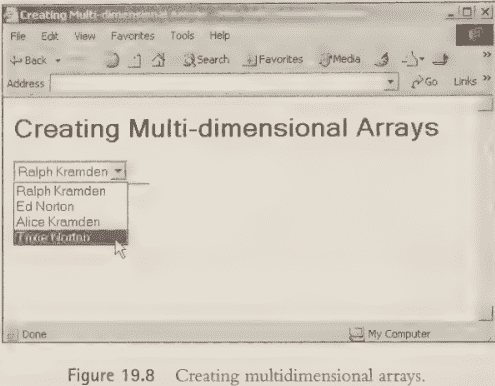 Creating Multi-dimensional Arrays
File Edit View Favorites Tools Help
Back Search Favorites Media »
Address Go Links »
Creating Multi-dimensional Arrays
Ralph Kramden
Ralph Kramden
Ed Norton
Alice Kramden
Trixie Norton
Done My Computer
Figure 19.8 Creating multidimensional arrays.